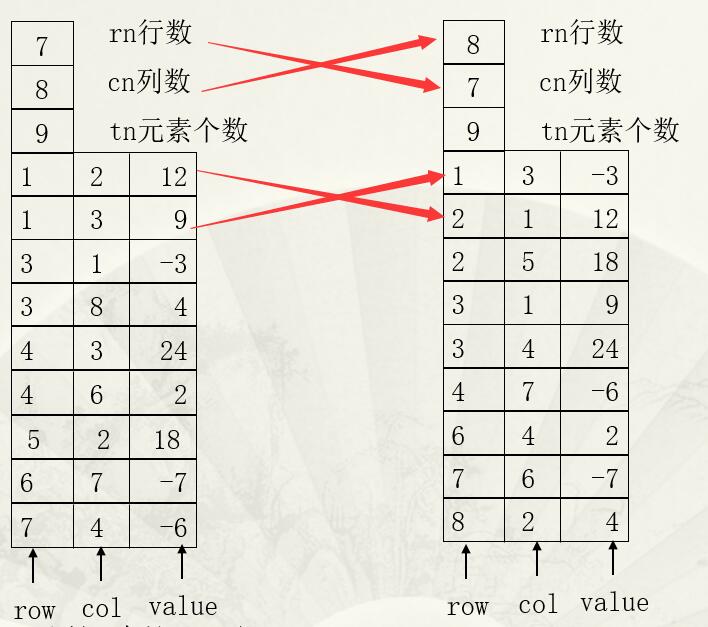 7 rn行数
8 cn列数
9 tn元素个数
1 2 12
1 3 9
3 1 -3
3 8 4
4 3 24
4 6 2
5 2 18
6 7 -7
7 4 -6
row col value
8 rn行数
7 cn列数
9 tn元素个数
1 3 -3
2 1 12
2 5 18
3 1 9
3 4 24
4 7 -6
6 4 2
7 6 -7
8 2 4
row col value